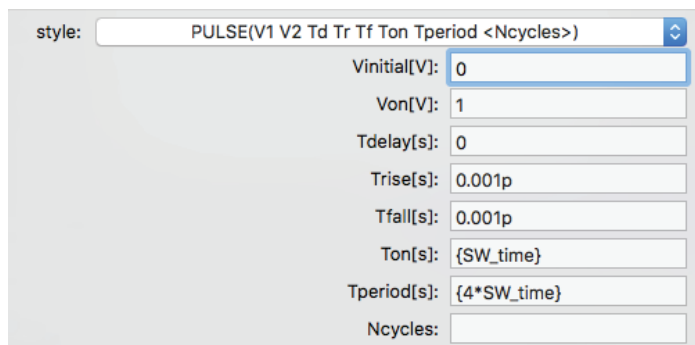 style: PULSE(V1 V2 Td Tr Tf Ton Tperiod <Ncycles>)
Vinitial[V]: 0
Von[V]: 1
Tdelay[s]: 0
Trise[s]: 0.001p
Tfall[s]: 0.001p
Ton[s]: {SW_time}
Tperiod[s]: {4*SW_time}
Ncycles: